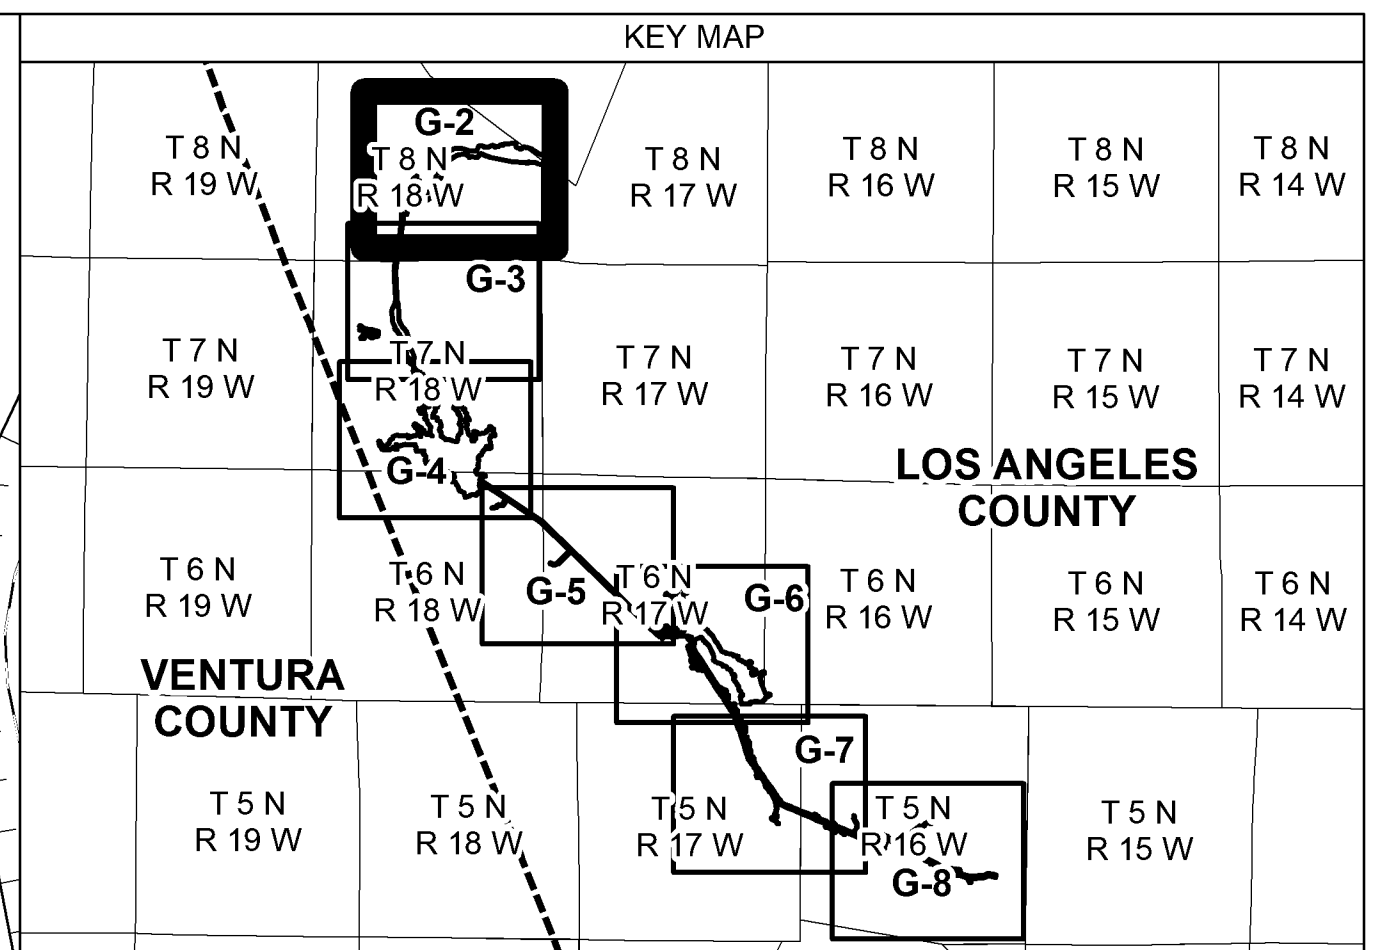 KEY MAP
G-2
T 8 N
R 19 W
T 8 N
R 18 W
T 8 N
R 17 W
T 8 N
R 16 W
T 8 N
R 15 W
T 8 N
R 14 W
G-3
T 7 N
R 19 W
T 7 N
R 18 W
T 7 N
R 17 W
T 7 N
R 16 W
T 7 N
R 15 W
T 7 N
R 14 W
G-4
LOS ANGELES
COUNTY
T 6 N
R 19 W
T 6 N
R 18 W
G-5
T 6 N
R 17 W
G-6
T 6 N
R 16 W
T 6 N
R 15 W
T 6 N
R 14 W
VENTURA
COUNTY
G-7
T 5 N
R 19 W
T 5 N
R 18 W
T 5 N
R 17 W
T 5 N
R 16 W
G-8
T 5 N
R 15 W